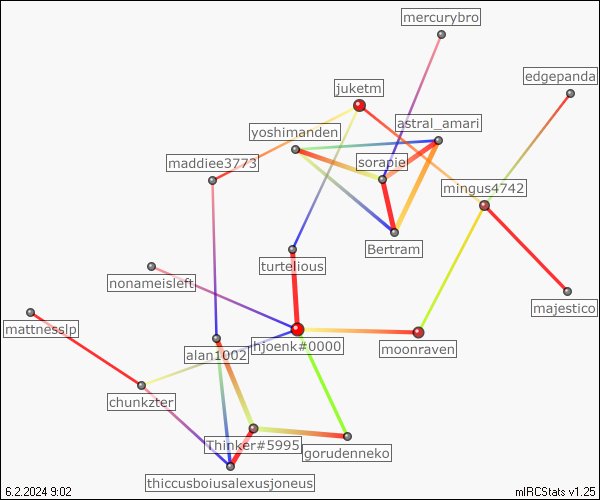 mercurybro
edgepanda
juketm
astral_amari
yoshimanden
sorapie
maddiee3773
mingus4742
Bertram
turtelious
nonameisleft
majestico
mattnesslp
hjoenk#0000
moonraven
alan1002
chunkzter
Thinker#5995
gorudenneko
thiccusboiusalexusjoneus
6.2.2024 9:02
mIRCStats v1.25